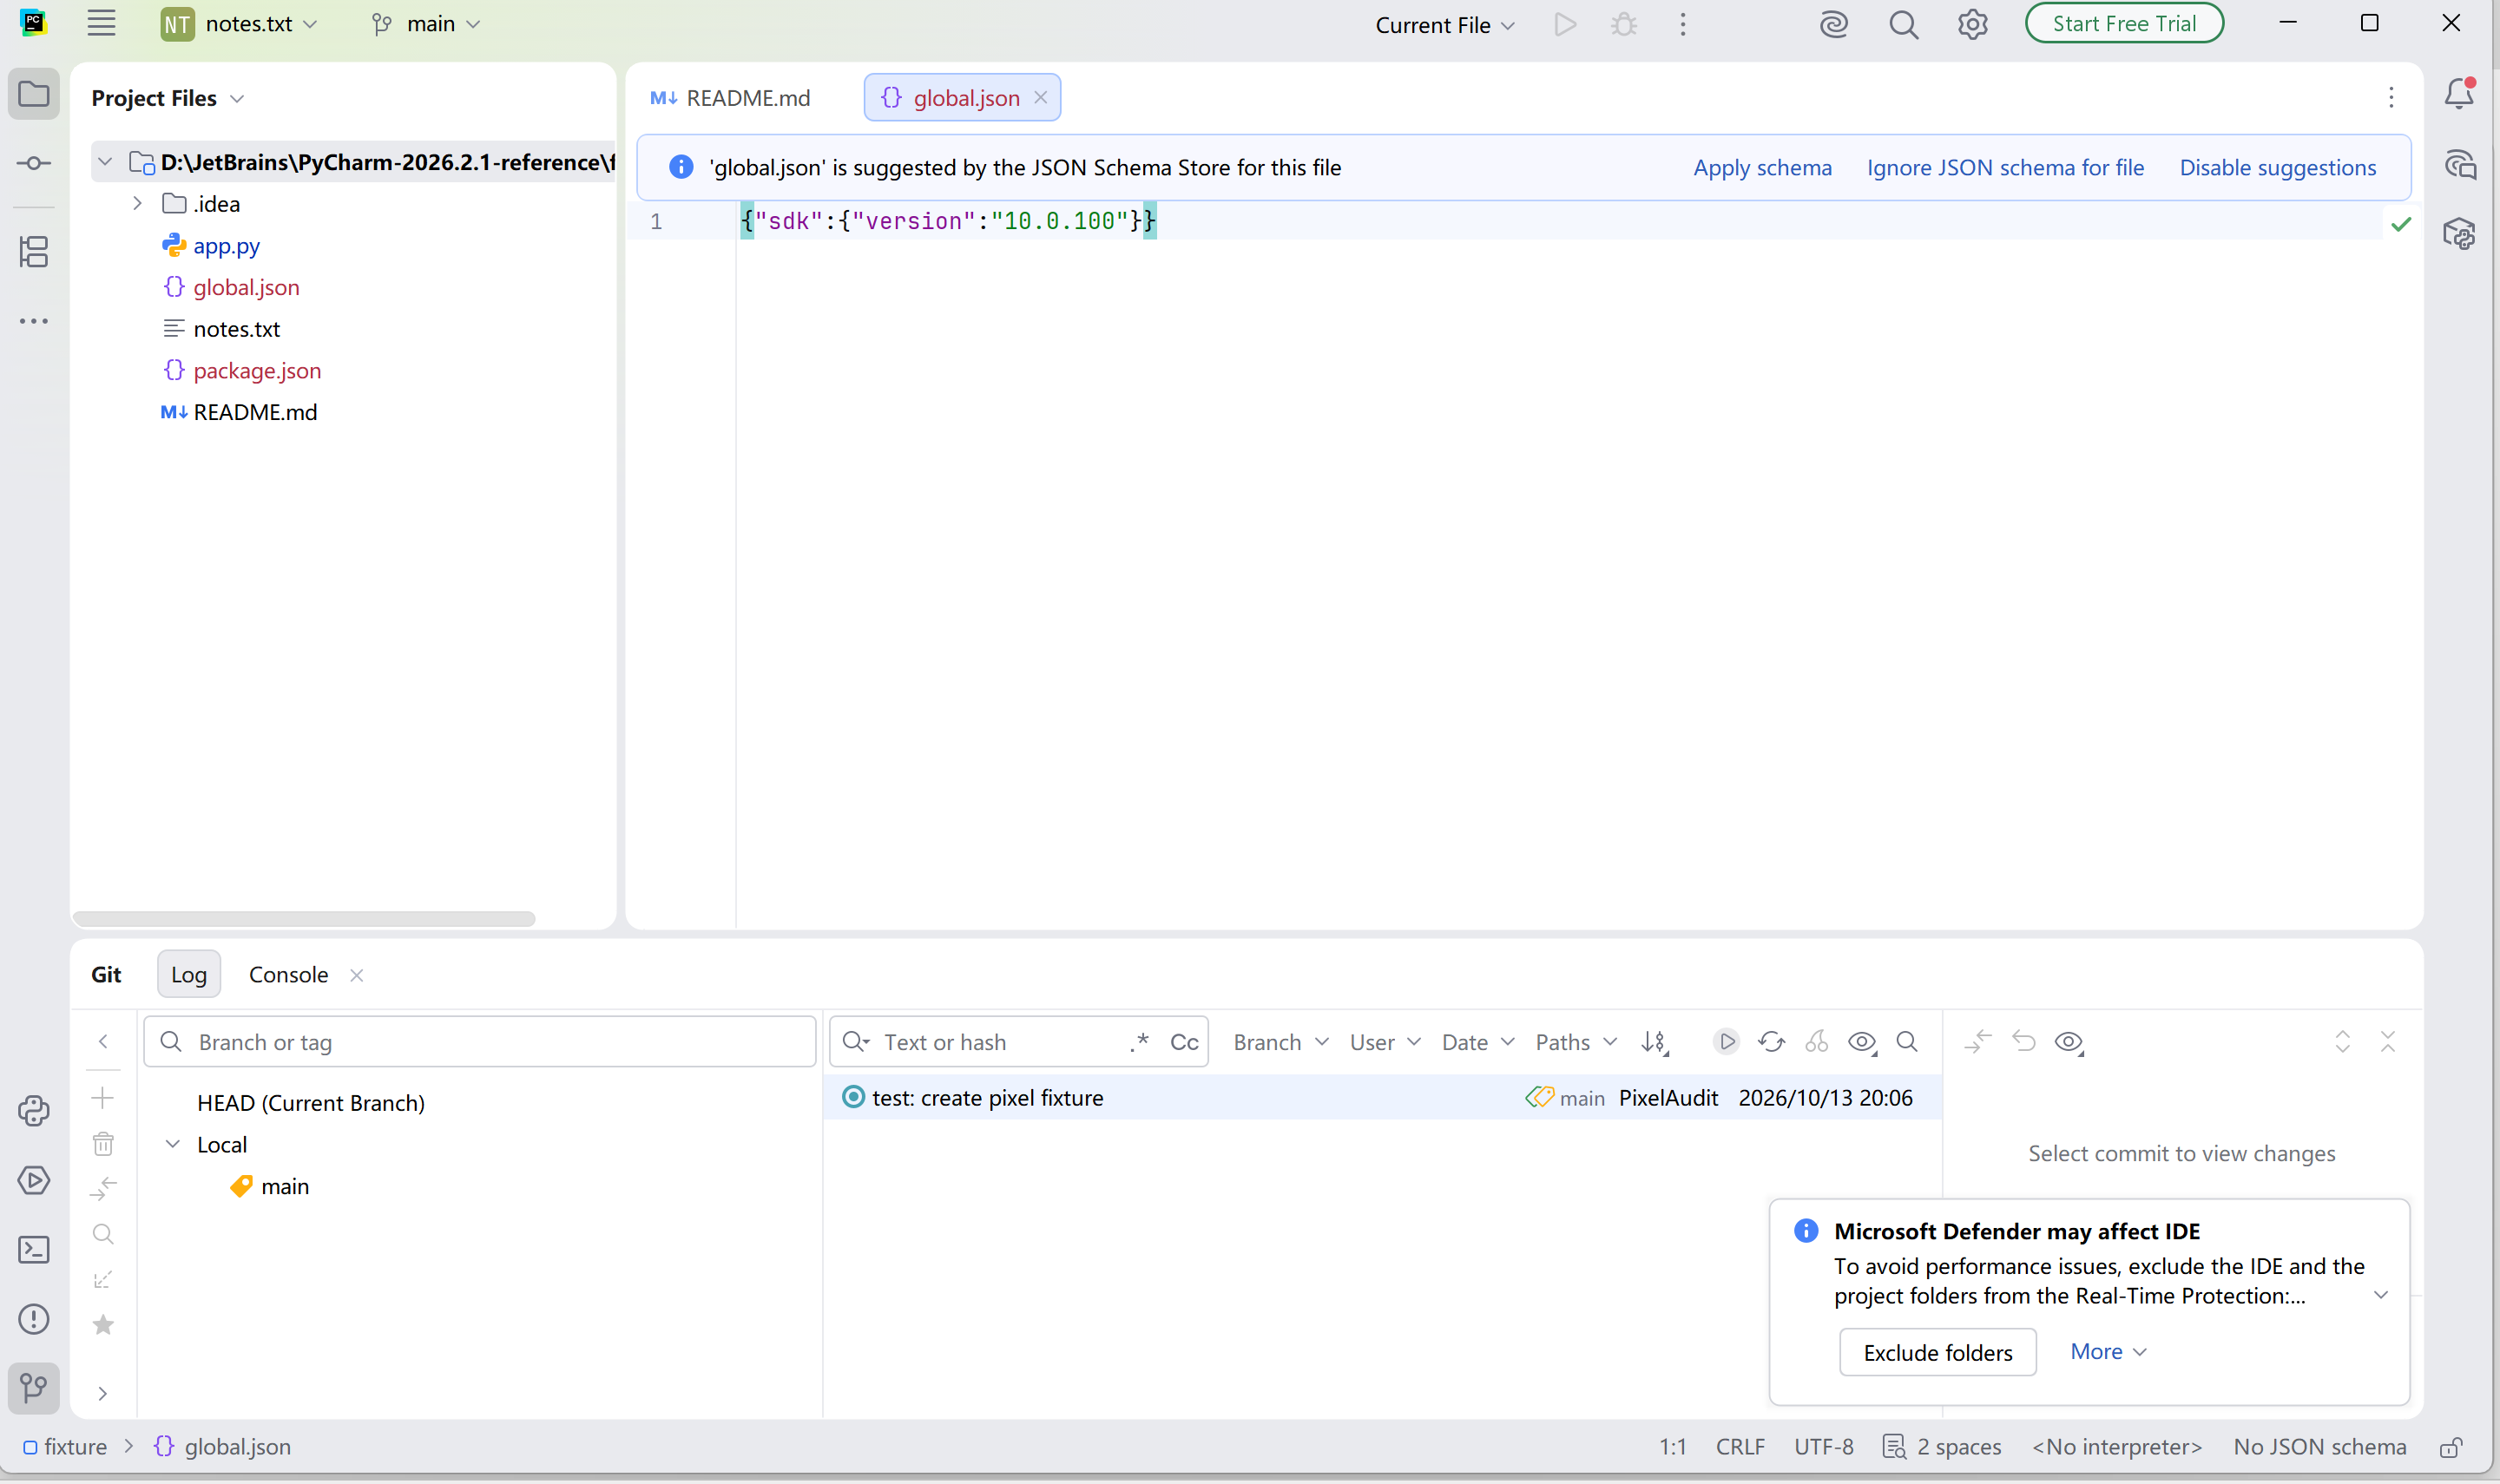 PC NT notes.txt main Current File Start Free Trial
Project Files
D:\JetBrains\PyCharm-2026.2.1-reference\f
.idea
app.py
global.json
notes.txt
package.json
README.md
README.md global.json
'global.json' is suggested by the JSON Schema Store for this file Apply schema Ignore JSON schema for file Disable suggestions
1 {"sdk":{"version":"10.0.100"}}
Git Log Console
Branch or tag
HEAD (Current Branch)
Local
main
Text or hash .* Cc Branch User Date Paths
test: create pixel fixture main PixelAudit 2026/10/13 20:06
Select commit to view changes
Microsoft Defender may affect IDE
To avoid performance issues, exclude the IDE and the
project folders from the Real-Time Protection:...
Exclude folders More
fixture global.json 1:1 CRLF UTF-8 2 spaces <No interpreter> No JSON schema